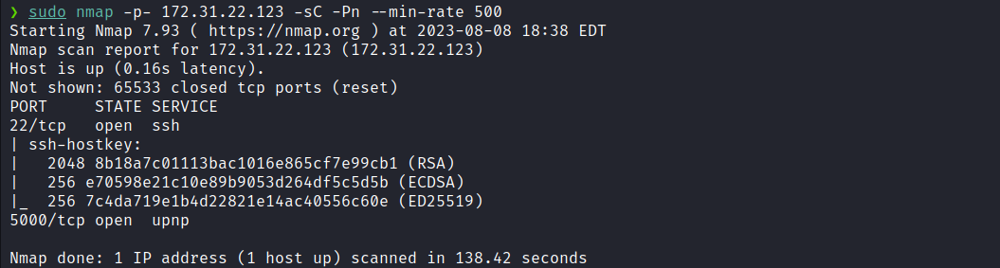 ❯ sudo nmap -p- 172.31.22.123 -sC -Pn --min-rate 500
Starting Nmap 7.93 ( https://nmap.org ) at 2023-08-08 18:38 EDT
Nmap scan report for 172.31.22.123 (172.31.22.123)
Host is up (0.16s latency).
Not shown: 65533 closed tcp ports (reset)
PORT     STATE SERVICE
22/tcp   open  ssh
| ssh-hostkey:
|   2048 8b18a7c01113bac1016e865cf7e99cb1 (RSA)
|   256 e70598e21c10e89b9053d264df5c5d5b (ECDSA)
|_  256 7c4da719e1b4d22821e14ac40556c60e (ED25519)
5000/tcp open  upnp
Nmap done: 1 IP address (1 host up) scanned in 138.42 seconds